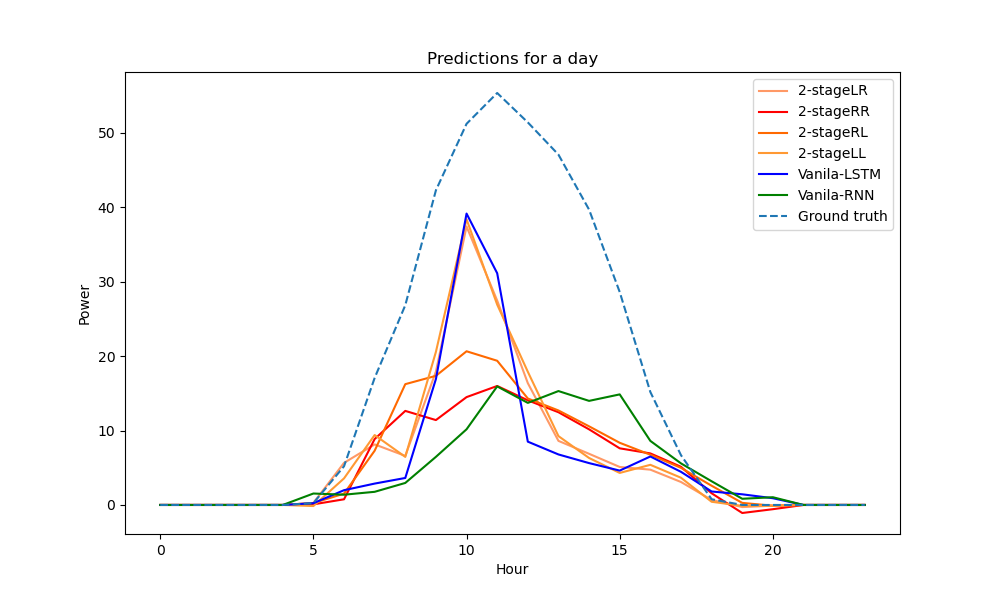 Predictions for a day
2-stageLR
2-stageRR
2-stageRL
2-stageLL
Vanila-LSTM
Vanila-RNN
Ground truth
Power
50
40
30
20
10
0
0 5 10 15 20
Hour